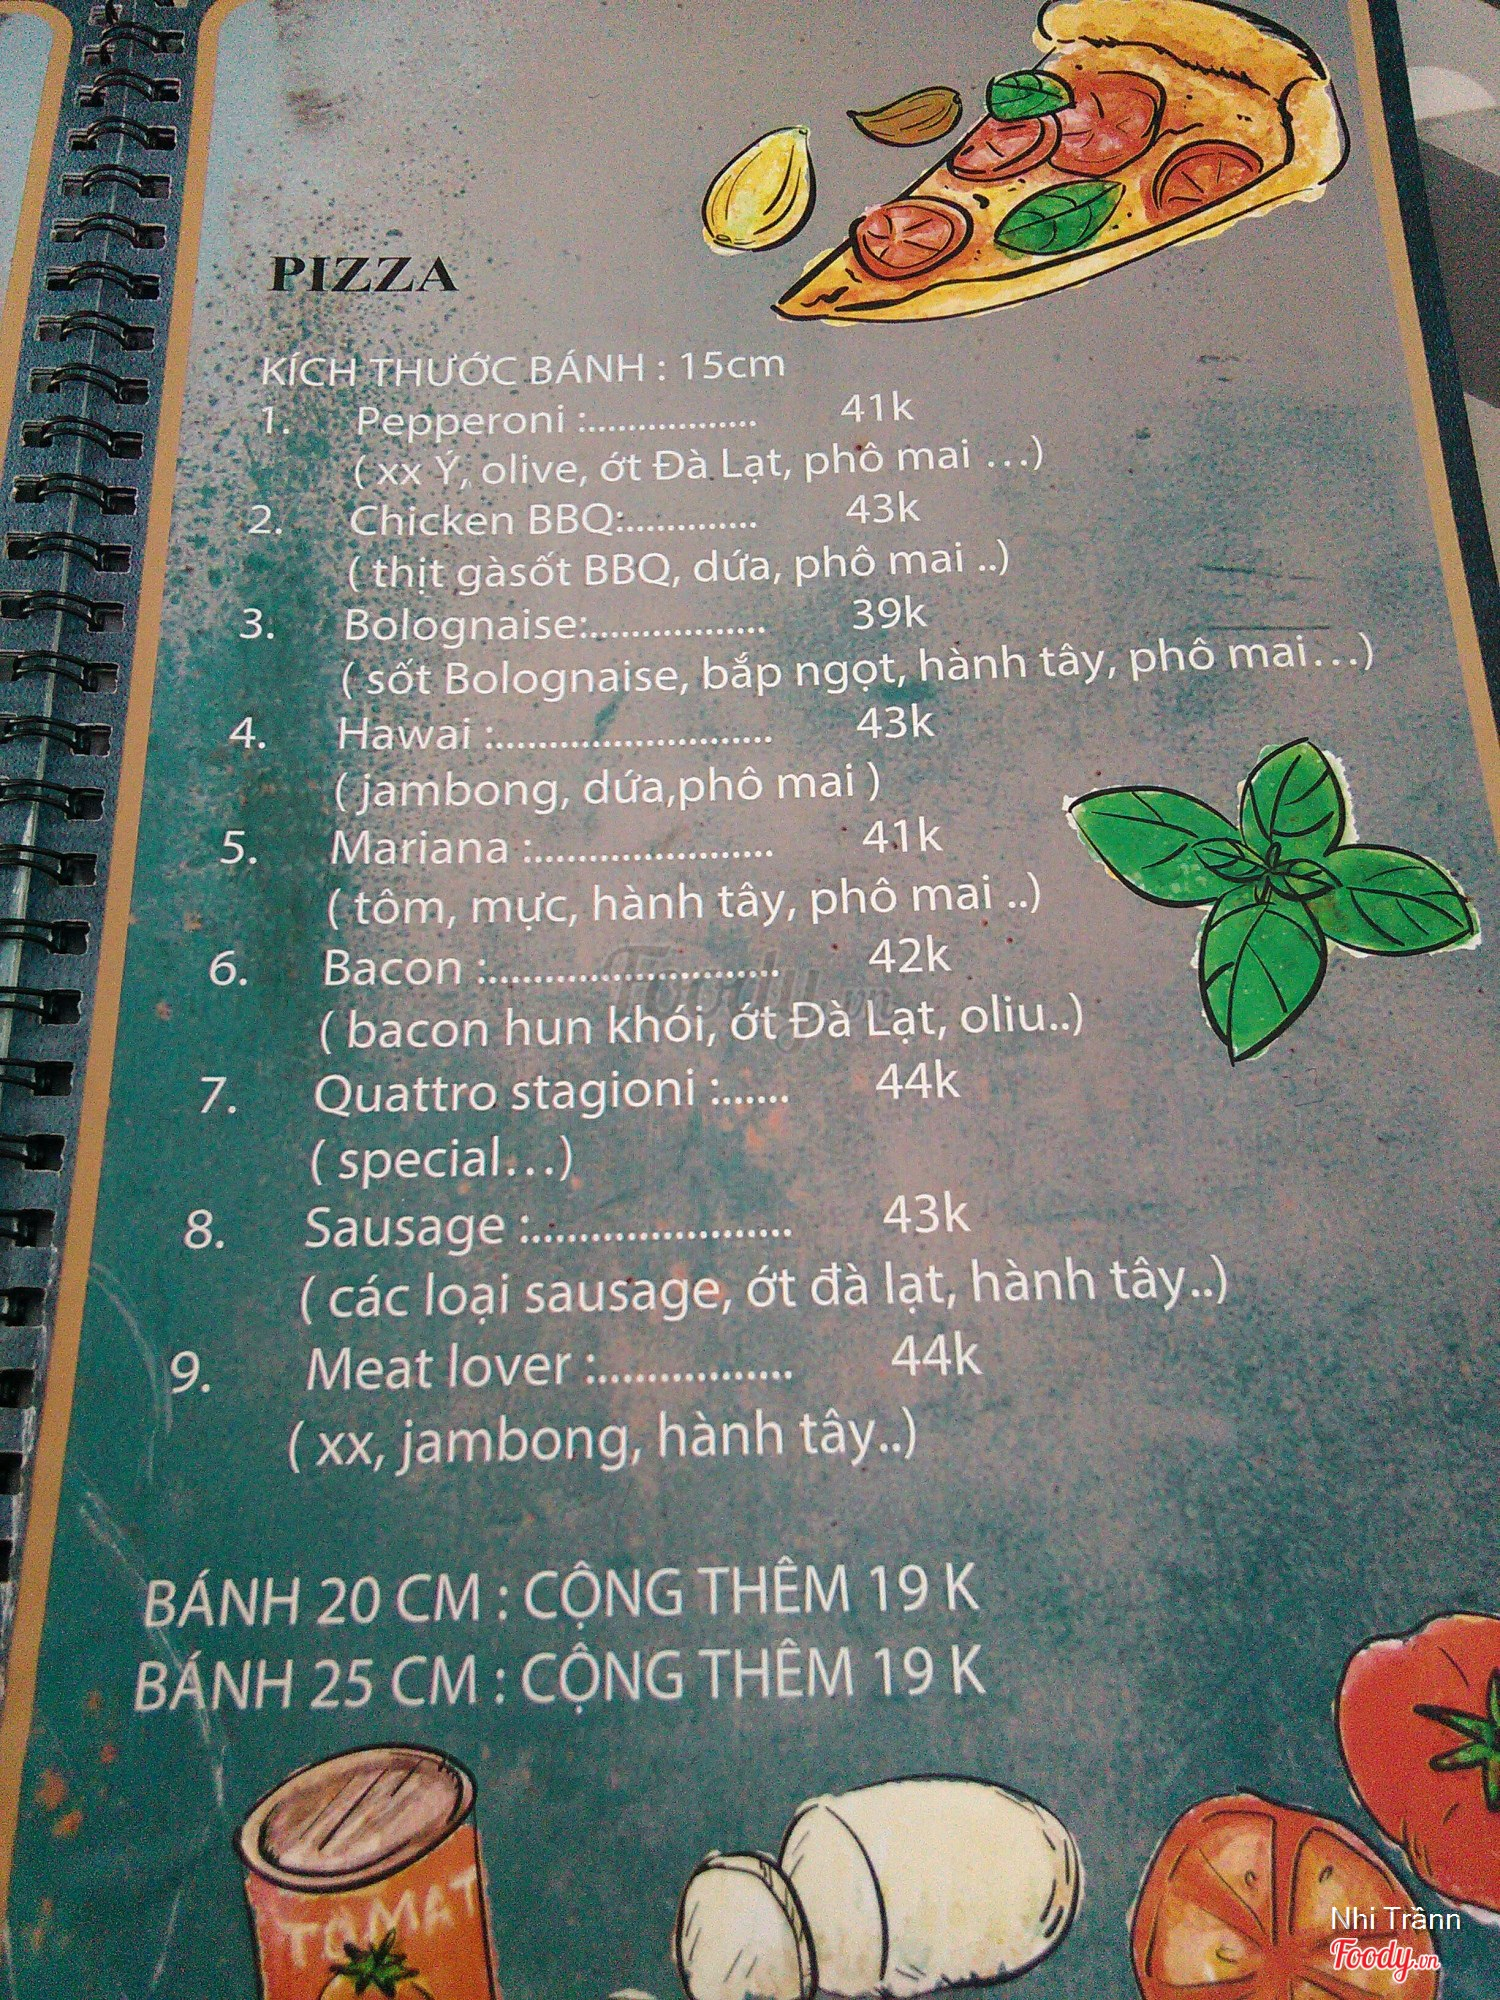 PIZZA
KÍCH THƯỚC BÁNH : 15cm
1. Pepperoni :................. 41k
( xx Ý, olive, ớt Đà Lạt, phô mai ...)
2. Chicken BBQ:.............. 43k
( thịt gàsốt BBQ, dứa, phô mai ..)
3. Bolognaise:.................. 39k
( sốt Bolognaise, bắp ngọt, hành tây, phô mai...)
4. Hawai :........................... 43k
( jambong, dứa,phô mai )
5. Mariana :....................... 41k
( tôm, mực, hành tây, phô mai ..)
6. Bacon :........................... 42k
( bacon hun khói, ớt Đà Lạt, oliu..)
7. Quattro stagioni :....... 44k
( special...)
8. Sausage :....................... 43k
( các loại sausage, ớt đà lạt, hành tây..)
9. Meat lover :................. 44k
( xx, jambong, hành tây..)
BÁNH 20 CM : CỘNG THÊM 19 K
BÁNH 25 CM : CỘNG THÊM 19 K
TOMAT
Foody.vn
Nhi Trânn
Foody.vn